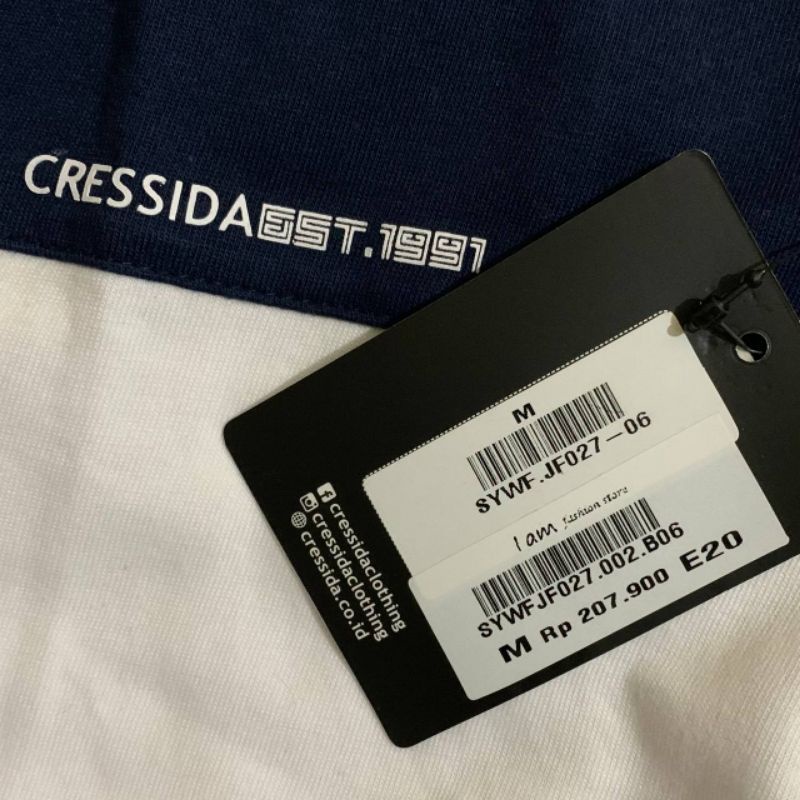 CRESSIDA EST.1991
M
SYWF.JF027-06
I am fashion store
SYWFJF027.002.B06
M Rp 207.900 E20
cressidaclothing
cressidaclothing
cressida.co.id